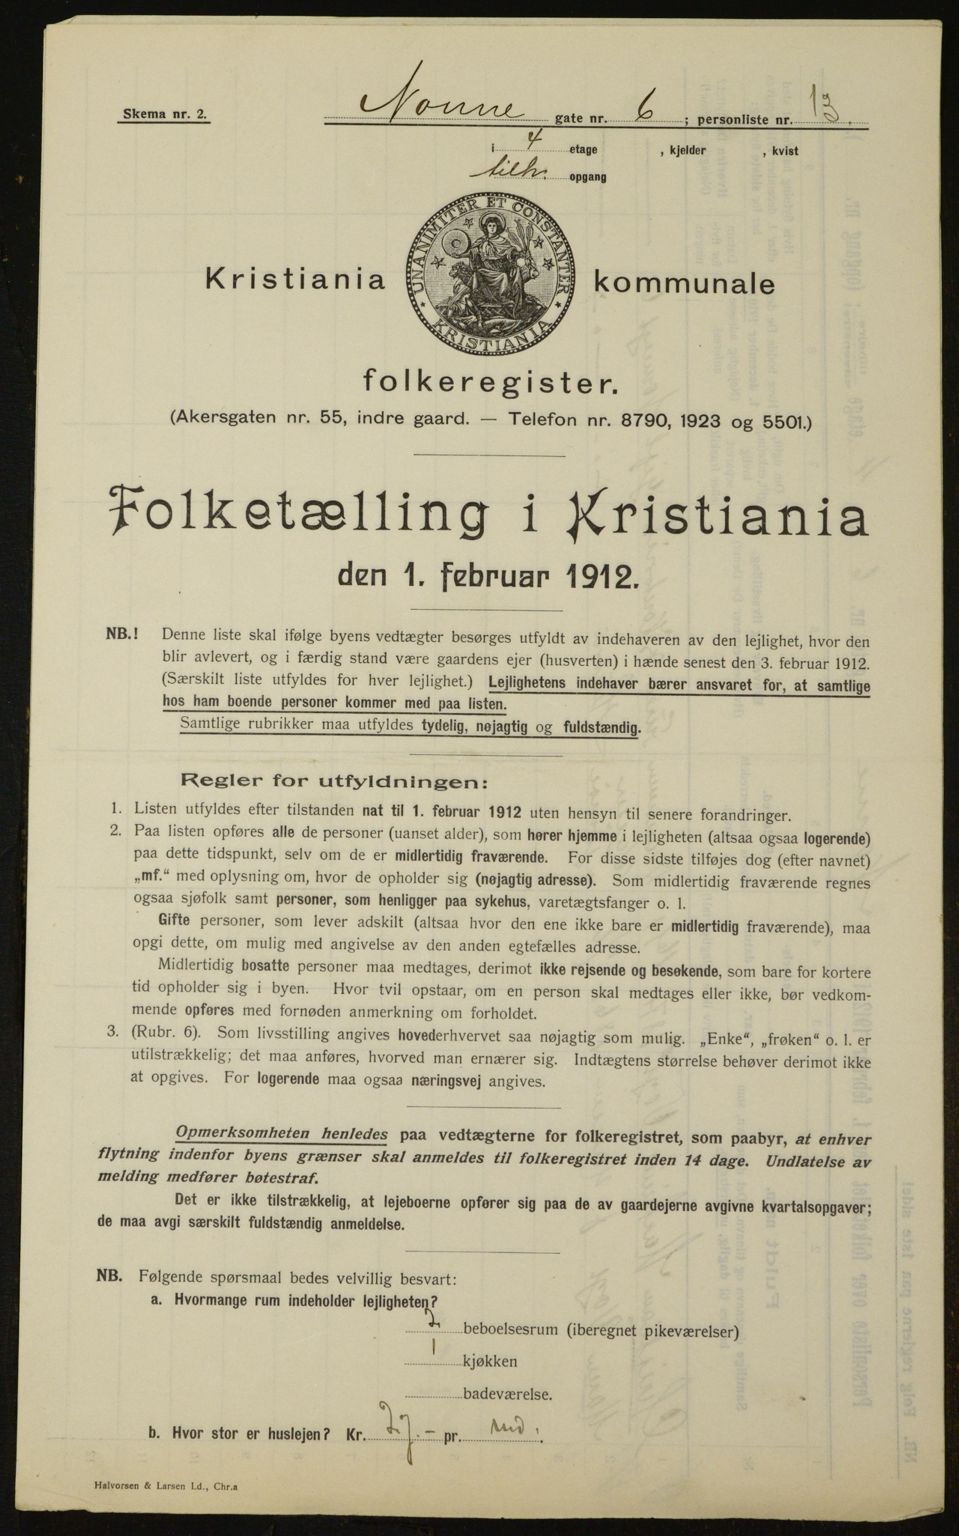 Skema nr. 2.
Nonne gate nr. 6 ; personliste nr. 13.
i 4 etage , kjelder , kvist
tilh. opgang
UNANIMITER ET CONSTANTER
KRISTIANIA
Kristiania kommunale
folkeregister.
(Akersgaten nr. 55, indre gaard. — Telefon nr. 8790, 1923 og 5501.)
Folketælling i Kristiania
den 1. februar 1912.
NB.! Denne liste skal ifølge byens vedtægter besørges utfyldt av indehaveren av den lejlighet, hvor den
blir avlevert, og i færdig stand være gaardens ejer (husverten) i hænde senest den 3. februar 1912.
(Særskilt liste utfyldes for hver lejlighet.) Lejlighetens indehaver bærer ansvaret for, at samtlige
hos ham boende personer kommer med paa listen.
Samtlige rubrikker maa utfyldes tydelig, nøjagtig og fuldstændig.
Regler for utfyldningen:
1. Listen utfyldes efter tilstanden nat til 1. februar 1912 uten hensyn til senere forandringer.
2. Paa listen opføres alle de personer (uanset alder), som hører hjemme i lejligheten (altsaa ogsaa logerende)
paa dette tidspunkt, selv om de er midlertidig fraværende. For disse sidste tilføjes dog (efter navnet)
„mf.“ med oplysning om, hvor de opholder sig (nøjagtig adresse). Som midlertidig fraværende regnes
ogsaa sjøfolk samt personer, som henligger paa sykehus, varetægtsfanger o. l.
Gifte personer, som lever adskilt (altsaa hvor den ene ikke bare er midlertidig fraværende), maa
opgi dette, om mulig med angivelse av den anden egtefælles adresse.
Midlertidig bosatte personer maa medtages, derimot ikke rejsende og besøkende, som bare for kortere
tid opholder sig i byen. Hvor tvil opstaar, om en person skal medtages eller ikke, bør vedkom-
mende opføres med fornøden anmerkning om forholdet.
3. (Rubr. 6). Som livsstilling angives hovederhvervet saa nøjagtig som mulig. „Enke“, „frøken“ o. l. er
utilstrækkelig; det maa anføres, hvorved man ernærer sig. Indtægtens størrelse behøver derimot ikke
at opgives. For logerende maa ogsaa næringsvej angives.
Opmerksomheten henledes paa vedtægterne for folkeregistret, som paabyr, at enhver
flytning indenfor byens grænser skal anmeldes til folkeregistret inden 14 dage. Undlatelse av
melding medfører bøtestraf.
Det er ikke tilstrækkelig, at lejeboerne opfører sig paa de av gaardejerne avgivne kvartalsopgaver;
de maa avgi særskilt fuldstændig anmeldelse.
NB. Følgende spørsmaal bedes velvillig besvart:
a. Hvormange rum indeholder lejligheten?
2 beboelsesrum (iberegnet pikeværelser)
1 kjøkken
badeværelse.
b. Hvor stor er huslejen? Kr. – pr. md.
Halvorsen & Larsen Ld., Chr.a